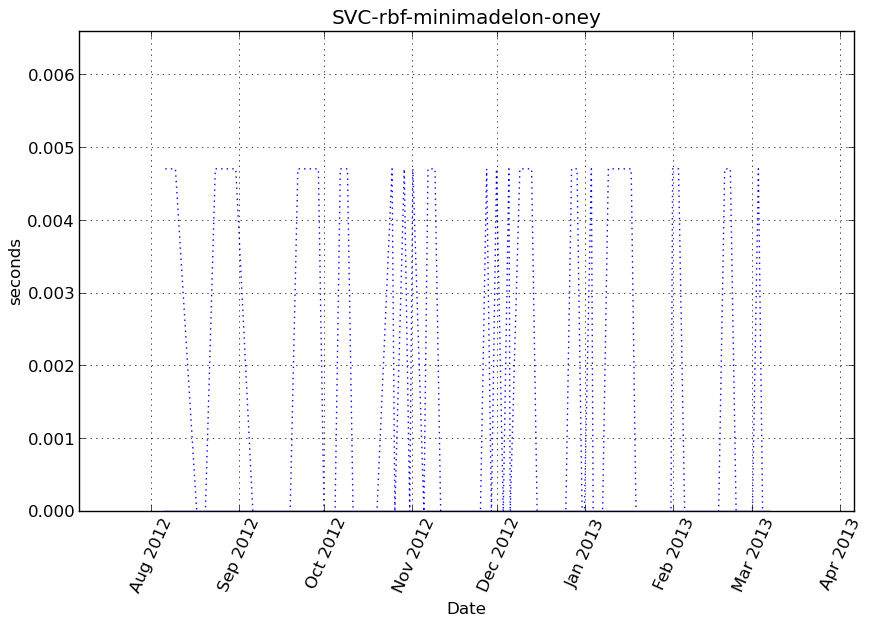 SVC-rbf-minimadelon-oney
0.006
0.005
0.004
0.003
0.002
0.001
0.000
seconds
Aug 2012
Sep 2012
Oct 2012
Nov 2012
Dec 2012
Jan 2013
Feb 2013
Mar 2013
Apr 2013
Date